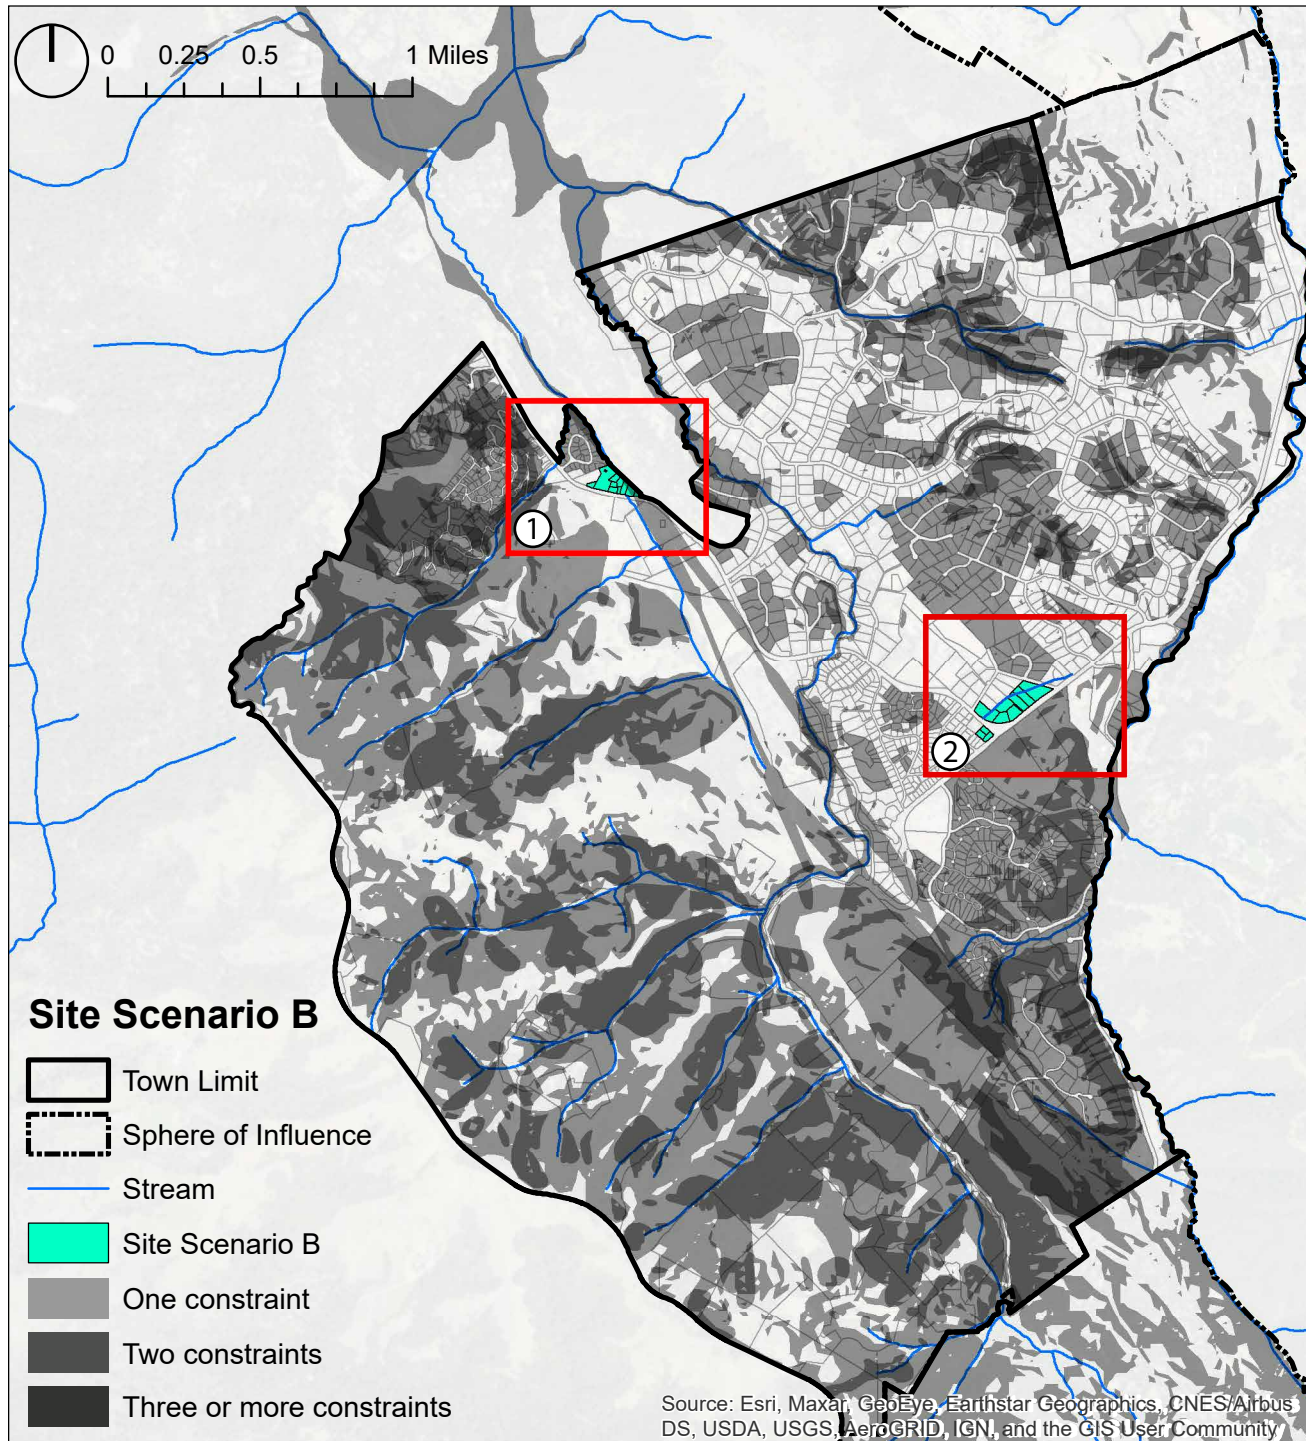 0 0.25 0.5 1 Miles
1
2
Site Scenario B
Town Limit
Sphere of Influence
Stream
Site Scenario B
One constraint
Two constraints
Three or more constraints
Source: Esri, Maxar, GeoEye, Earthstar Geographics, CNES/Airbus
DS, USDA, USGS, AeroGRID, IGN, and the GIS User Community